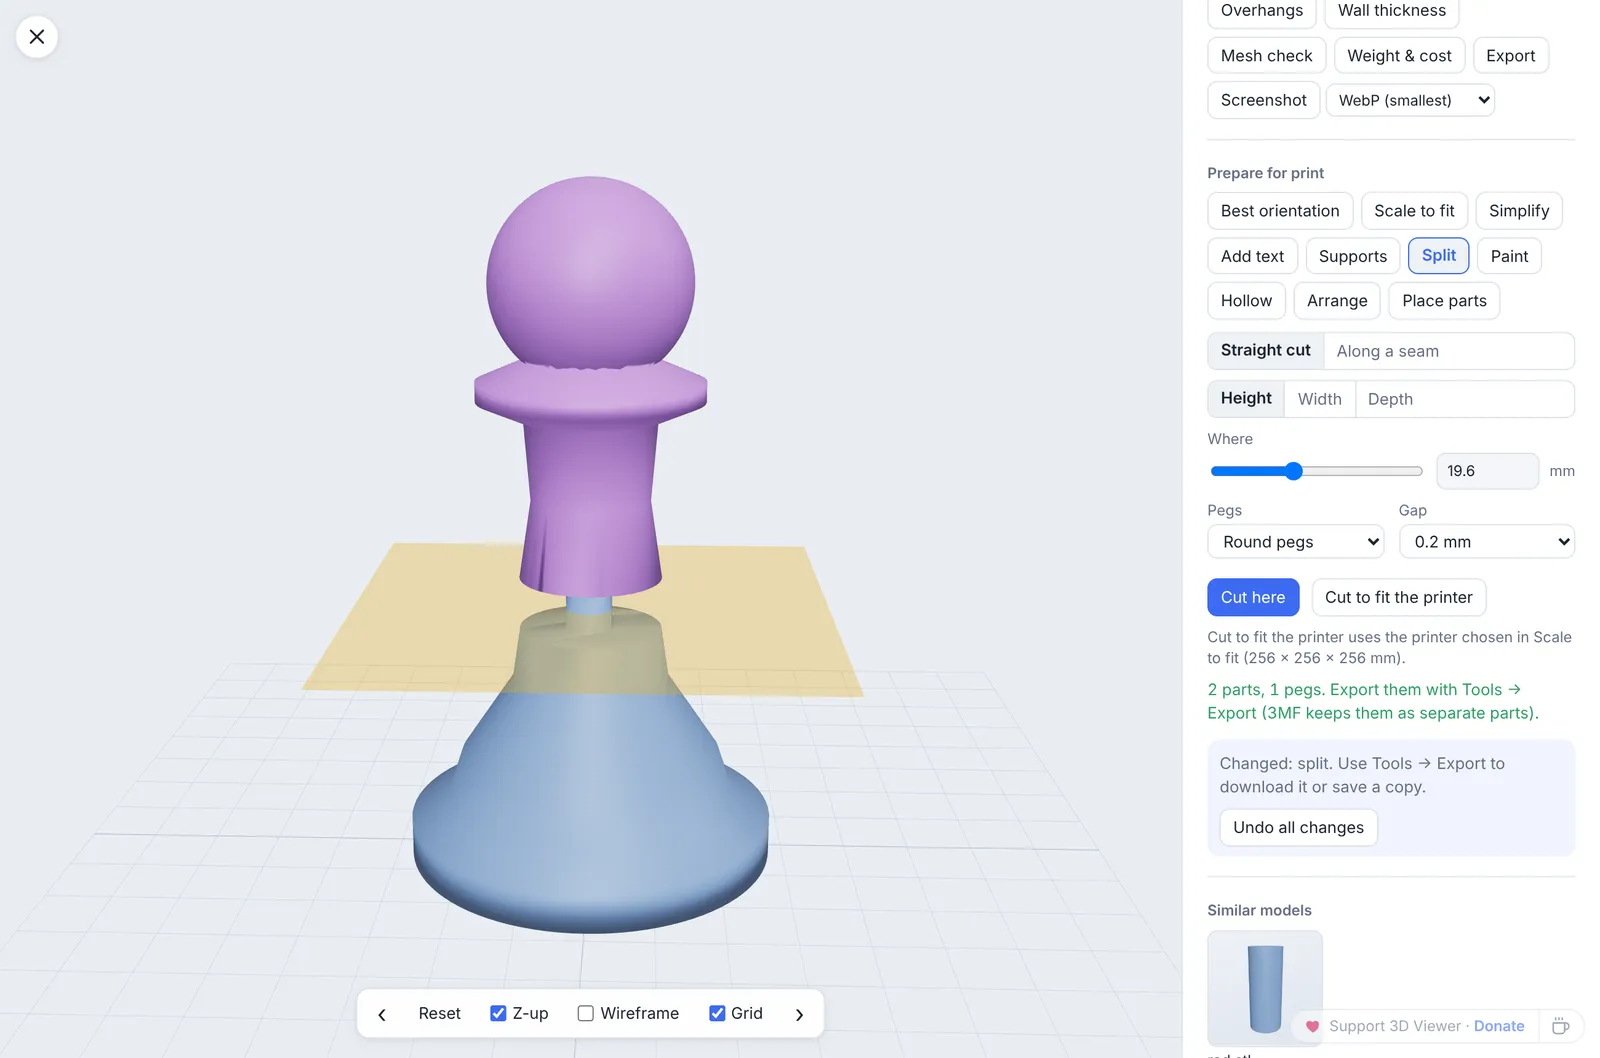 Overhangs
Wall thickness
Mesh check
Weight & cost
Export
Screenshot
WebP (smallest)
Prepare for print
Best orientation
Scale to fit
Simplify
Add text
Supports
Split
Paint
Hollow
Arrange
Place parts
Straight cut
Along a seam
Height
Width
Depth
Where
19.6
mm
Pegs
Gap
Round pegs
0.2 mm
Cut here
Cut to fit the printer
Cut to fit the printer uses the printer chosen in Scale
to fit (256 × 256 × 256 mm).
2 parts, 1 pegs. Export them with Tools →
Export (3MF keeps them as separate parts).
Changed: split. Use Tools → Export to
download it or save a copy.
Undo all changes
Similar models
Support 3D Viewer · Donate
Reset
Z-up
Wireframe
Grid